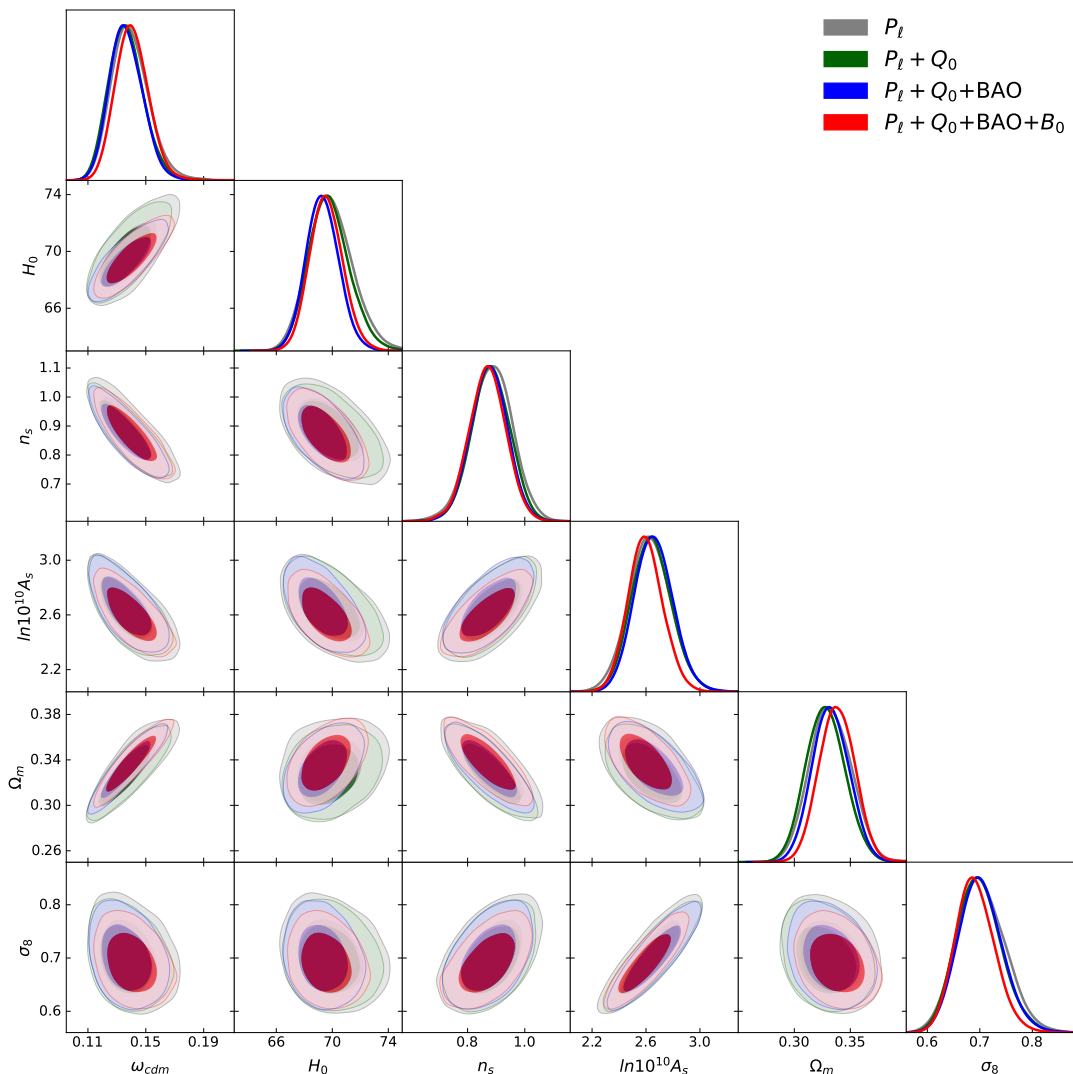 P_ℓ
P_ℓ + Q_0
P_ℓ + Q_0+BAO
P_ℓ + Q_0+BAO+B_0
74
70
66
H_0
1.1
1.0
0.9
0.8
0.7
n_s
3.0
2.6
2.2
ln10^{10}A_s
0.38
0.34
0.30
0.26
Ω_m
0.8
0.7
0.6
σ_8
0.11 0.15 0.19 66 70 74 0.8 1.0 2.2 2.6 3.0 0.30 0.35 0.6 0.7 0.8
ω_{cdm} H_0 n_s ln10^{10}A_s Ω_m σ_8